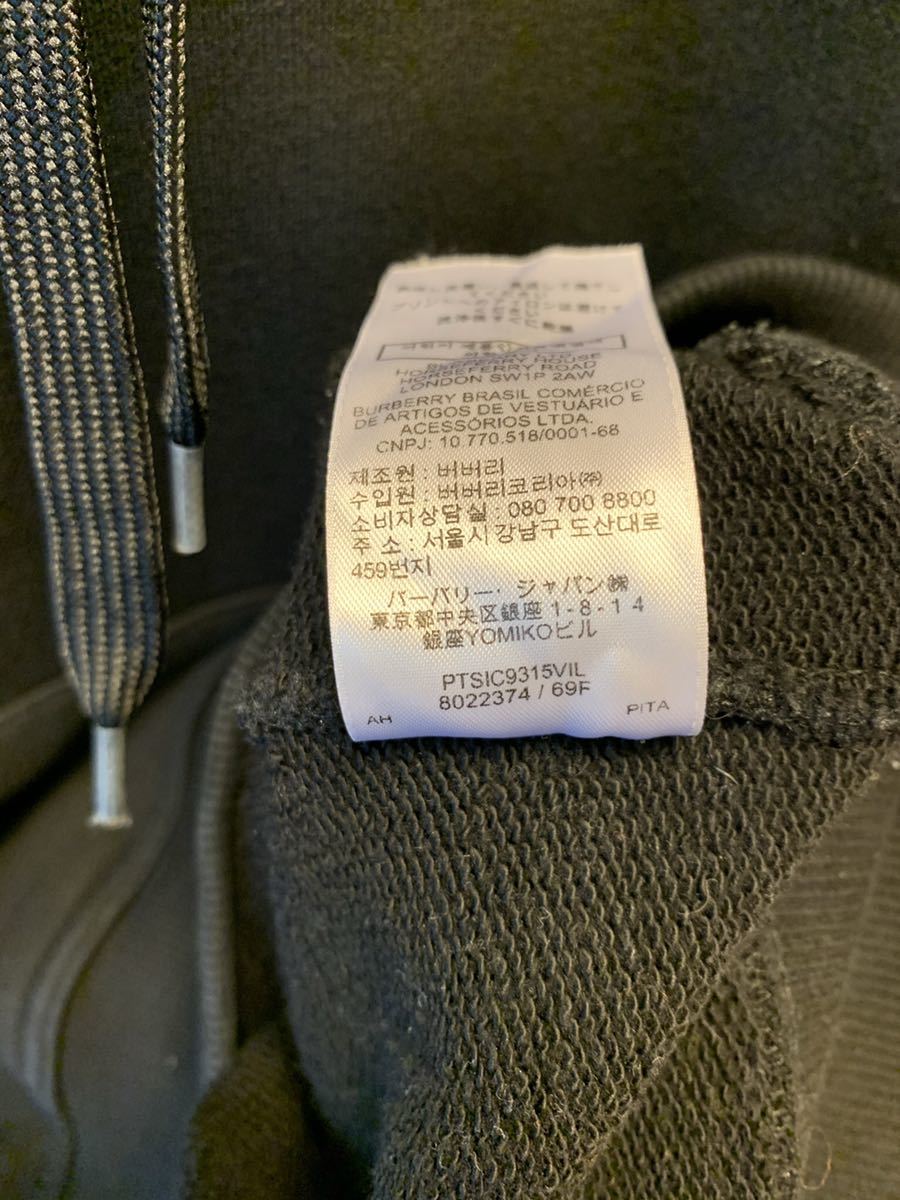 BURBERRY LTD
HORSEFERRY HOUSE
HORSEFERRY ROAD
LONDON SW1P 2AW
BURBERRY BRASIL COMÉRCIO
DE ARTIGOS DE VESTUÁRIO E
ACESSÓRIOS LTDA.
CNPJ: 10.770.518/0001-68
제조원 : 버버리
수입원 : 버버리코리아㈜
소비자상담실 : 080 700 8800
주 소 : 서울시 강남구 도산대로
459번지
バーバリー・ジャパン㈱
東京都中央区銀座 1-8-14
銀座YOMIKOビル
PTSIC9315VIL
8022374 / 69F
AH
PITA